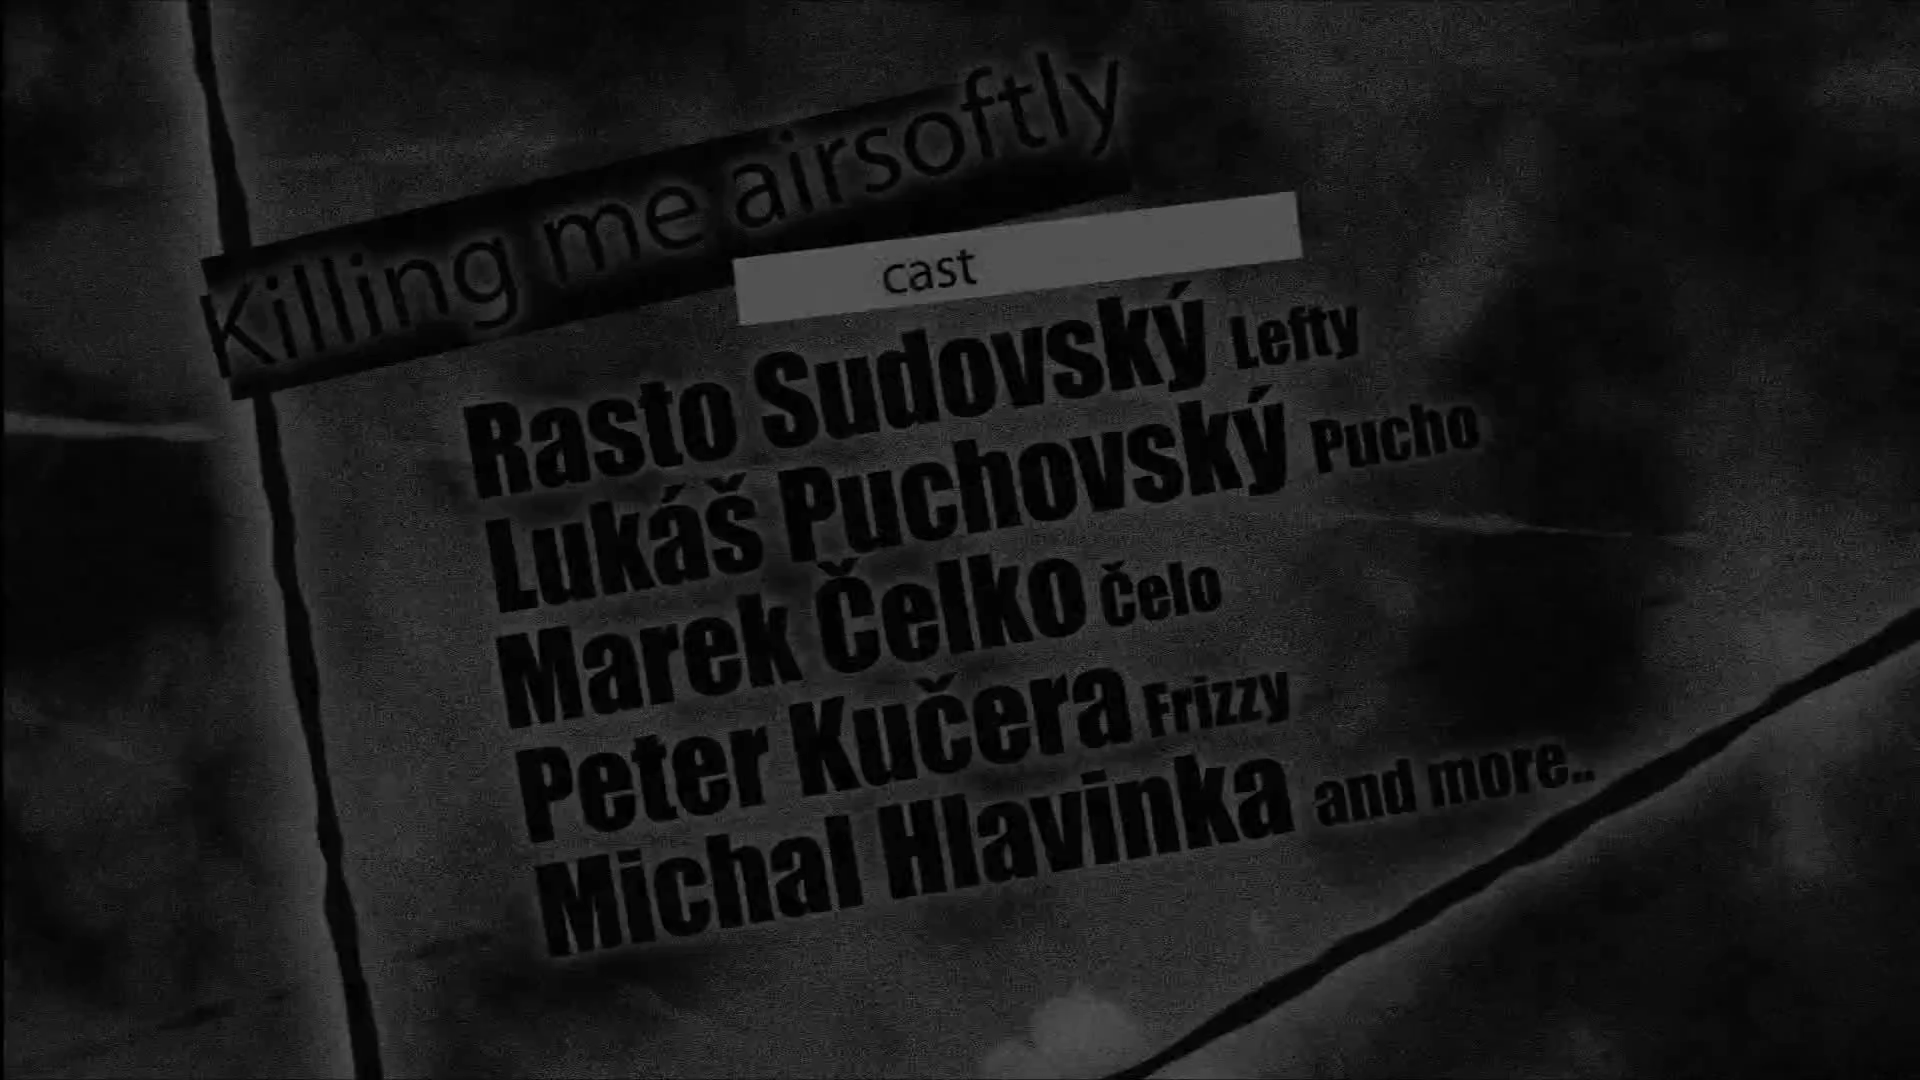 Killing me airsoftly
cast
Rasto Sudovský Lefty
Lukáš Puchovský Pucho
Marek Čelko Čelo
Peter Kučera Frizzy
Michal Hlavinka and more..